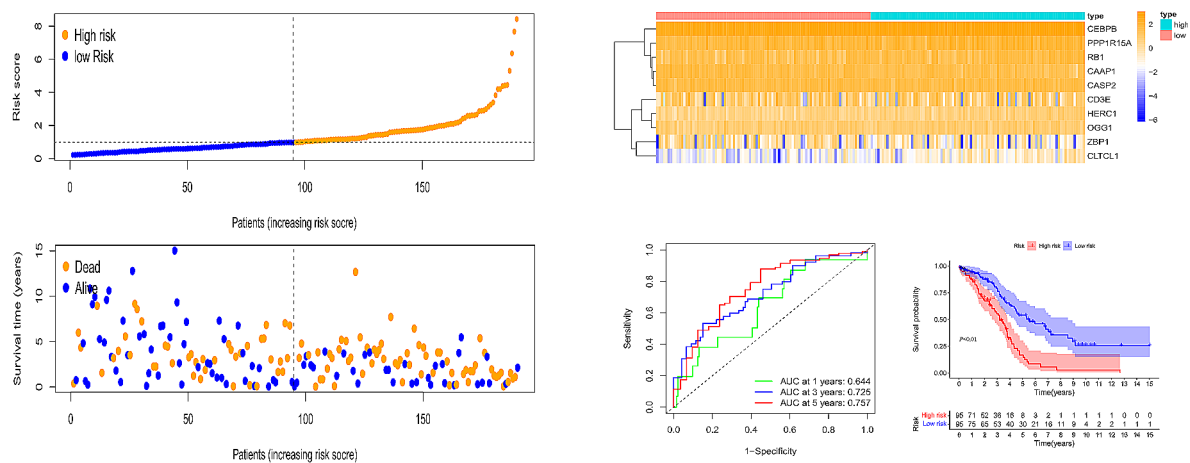 Risk score
8
6
4
2
0
High risk
low Risk
0 50 100 150
Patients (increasing risk socre)
type
CEBPB
PPP1R15A
RB1
CAAP1
CASP2
CD3E
HERC1
OGG1
ZBP1
CLTCL1
2
0
−2
−4
−6
type
high
low
Survival time (years)
15
10
5
0
Dead
Alive
0 50 100 150
Patients (increasing risk socre)
Sensitivity
1.0
0.8
0.6
0.4
0.2
0.0
AUC at 1 years: 0.644
AUC at 3 years: 0.725
AUC at 5 years: 0.757
0.0 0.2 0.4 0.6 0.8 1.0
1−Specificity
Risk High risk Low risk
Survival probability
1.00
0.75
0.50
0.25
0.00
0 1 2 3 4 5 6 7 8 9 10 11 12 13 14 15
Time(years)
Risk
High risk 95 71 52 36 18 8 3 2 1 1 1 1 1 0 0 0
Low risk 95 75 65 53 40 30 21 16 11 9 4 2 2 1 1 1
0 1 2 3 4 5 6 7 8 9 10 11 12 13 14 15
Time(years)